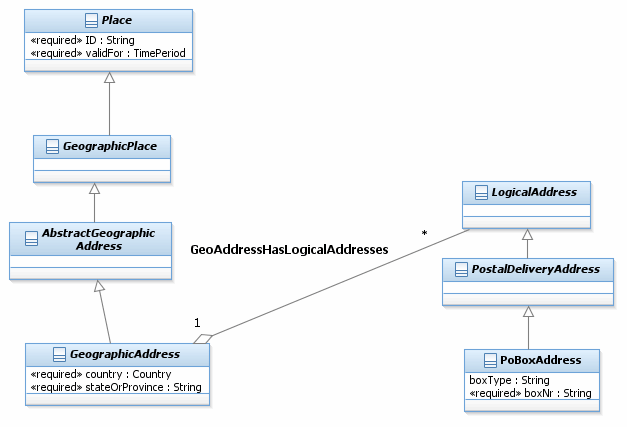 Place
«required» ID : String
«required» validFor : TimePeriod
GeographicPlace
AbstractGeographic
Address
GeoAddressHasLogicalAddresses
*
1
GeographicAddress
«required» country : Country
«required» stateOrProvince : String
LogicalAddress
PostalDeliveryAddress
PoBoxAddress
boxType : String
«required» boxNr : String